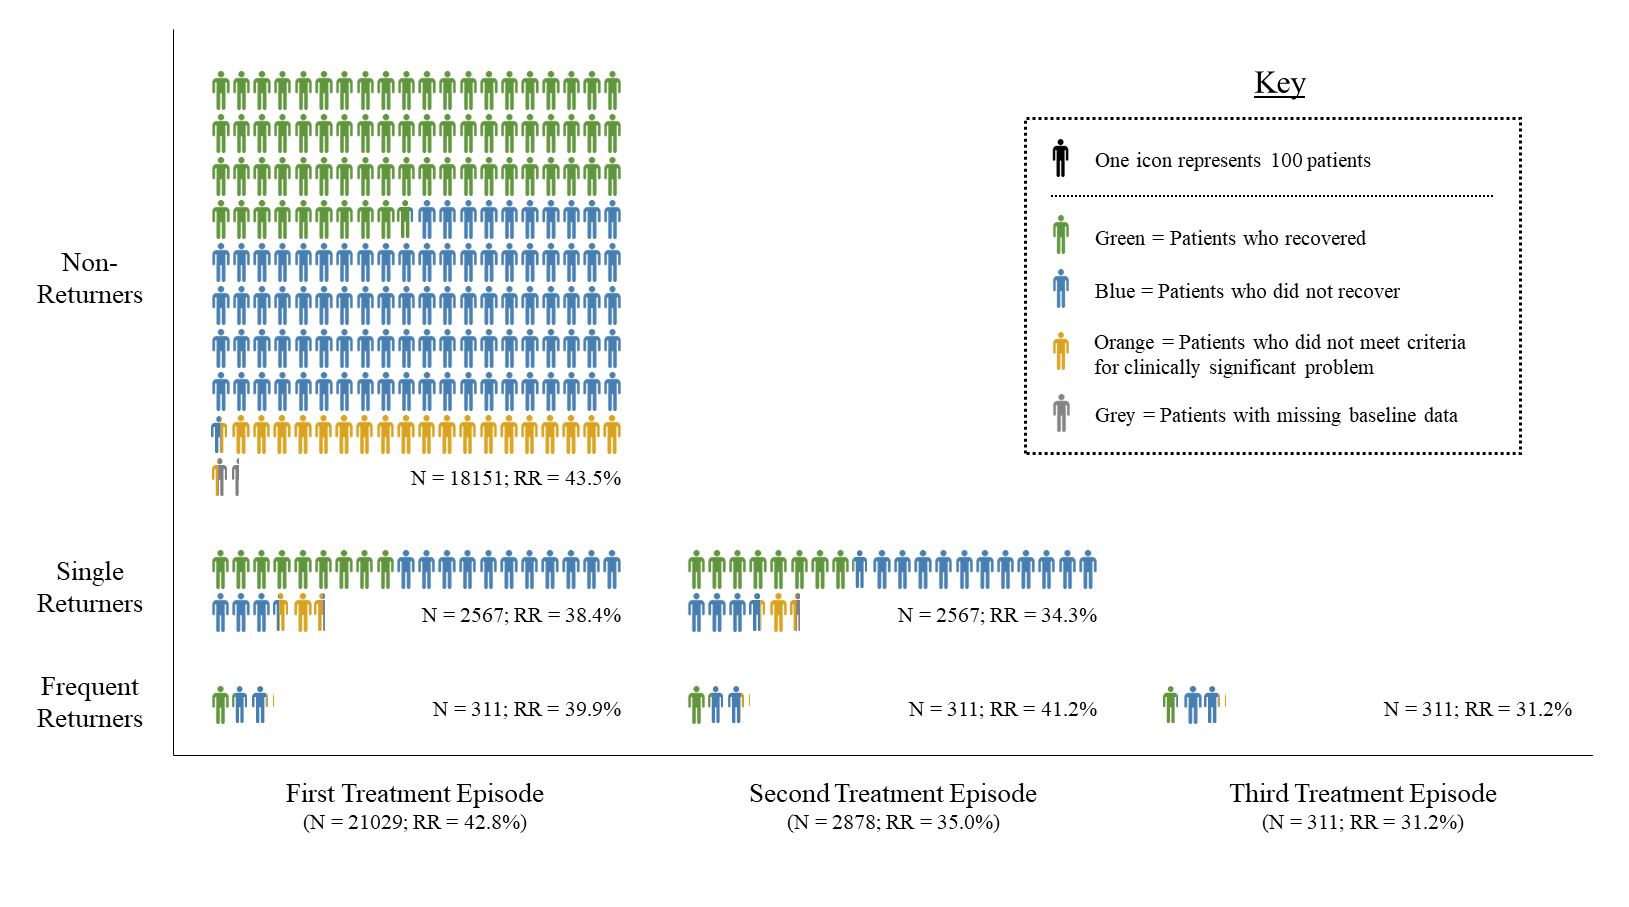 Key
One icon represents 100 patients
Green = Patients who recovered
Blue = Patients who did not recover
Orange = Patients who did not meet criteria
for clinically significant problem
Grey = Patients with missing baseline data
Non-
Returners
N = 18151; RR = 43.5%
Single
Returners
N = 2567; RR = 38.4%
N = 2567; RR = 34.3%
Frequent
Returners
N = 311; RR = 39.9%
N = 311; RR = 41.2%
N = 311; RR = 31.2%
First Treatment Episode
(N = 21029; RR = 42.8%)
Second Treatment Episode
(N = 2878; RR = 35.0%)
Third Treatment Episode
(N = 311; RR = 31.2%)